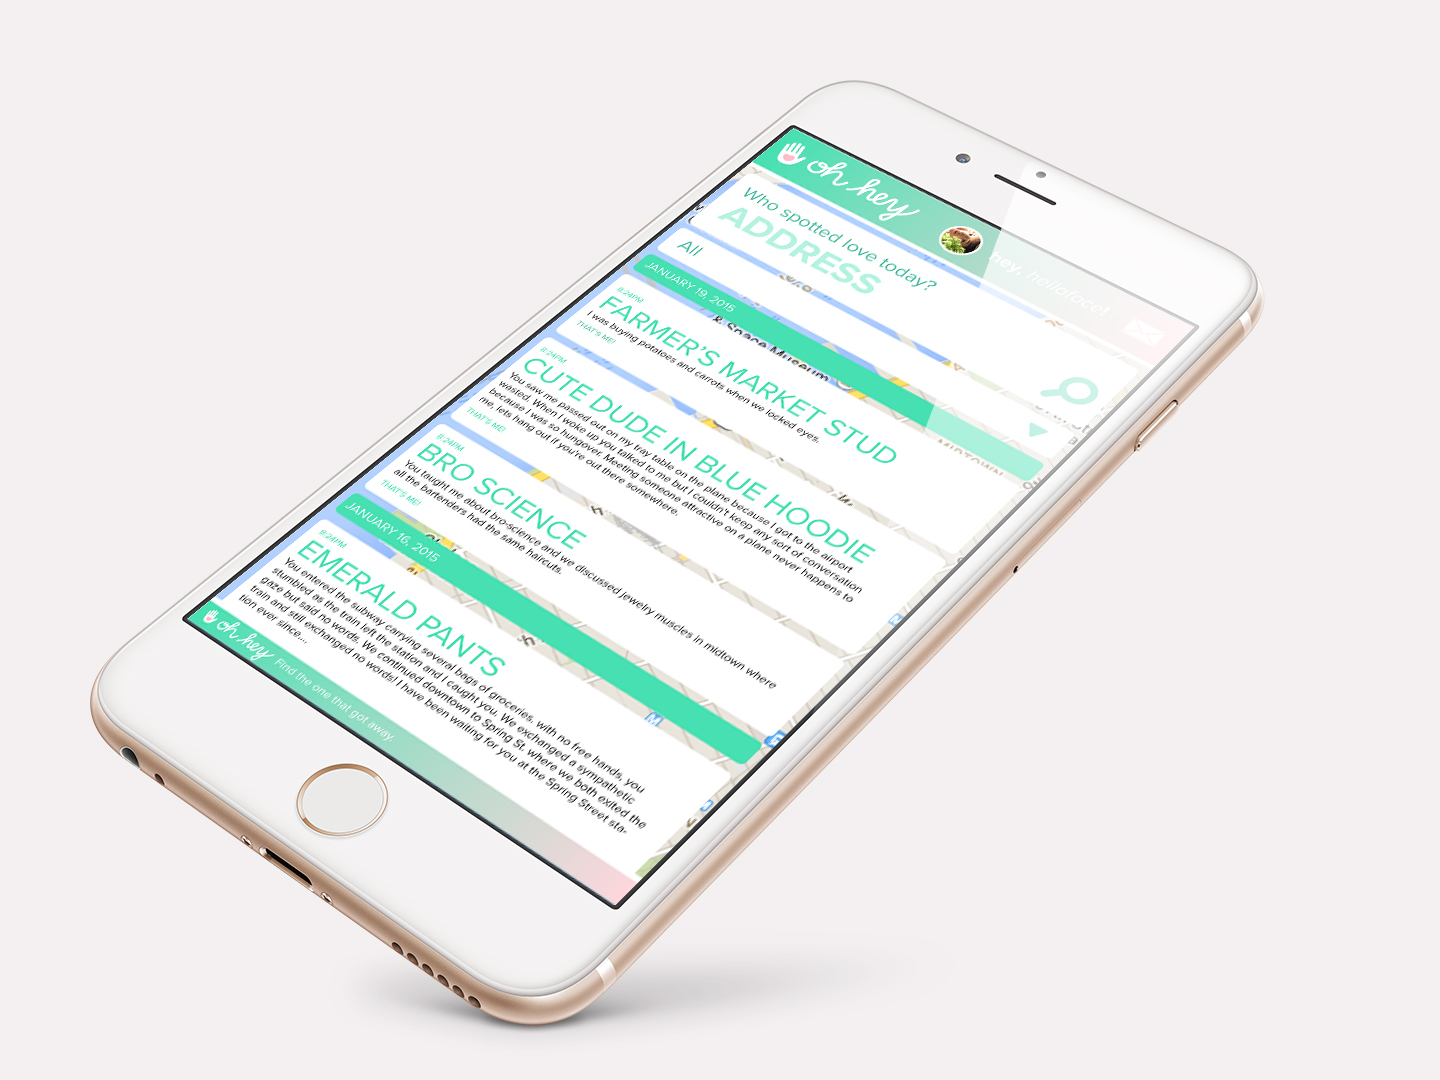 oh hey
hey, helloface!
Who spotted love today?
ADDRESS
All
JANUARY 19, 2015
& Space Museum
MIDTOWN
8:24PM
FARMER'S MARKET STUD
I was buying potatoes and carrots when we locked eyes.
THAT'S ME!
8:24PM
CUTE DUDE IN BLUE HOODIE
You saw me passed out on my tray table on the plane because I got to the airport
wasted. When I woke up you talked to me but I couldn't keep any sort of conversation
because I was so hungover. Meeting someone attractive on a plane never happens to
me, lets hang out if you're out there somewhere.
THAT'S ME!
8:24PM
BRO SCIENCE
You taught me about bro-science and we discussed jewelry muscles in midtown where
all the bartenders had the same haircuts.
THAT'S ME!
JANUARY 16, 2015
8:24PM
EMERALD PANTS
You entered the subway carrying several bags of groceries, with no free hands, you
stumbled as the train left the station and I caught you. We exchanged a sympathetic
gaze but said no words. We continued downtown to Spring St. where we both exited the
train and still exchanged no words! I have been waiting for you at the Spring Street sta-
tion ever since....
M
oh hey Find the one that got away.